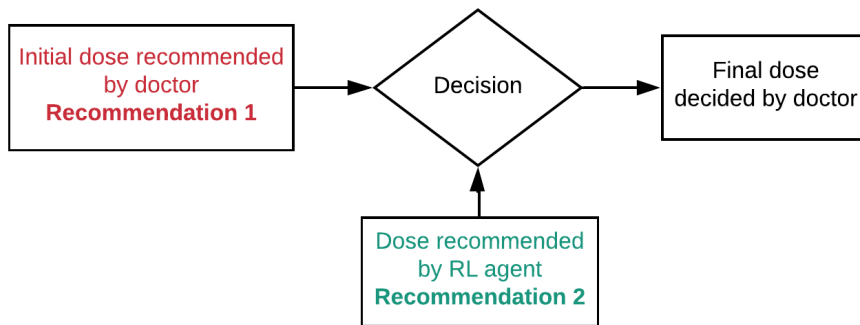 Initial dose recommended
by doctor
Recommendation 1
Decision
Final dose
decided by doctor
Dose recommended
by RL agent
Recommendation 2